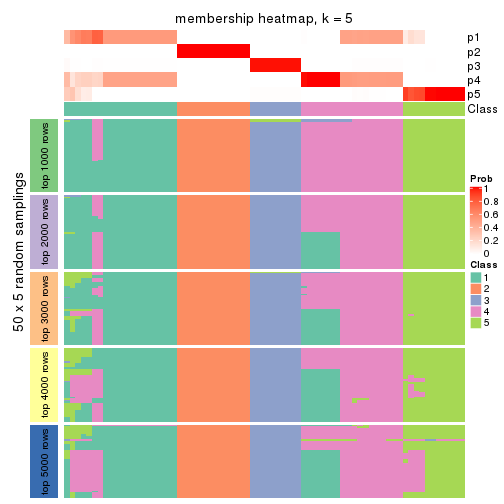 membership heatmap, k = 5
p1
p2
p3
p4
p5
Class
50 x 5 random samplings
top 1000 rows
top 2000 rows
top 3000 rows
top 4000 rows
top 5000 rows
Prob
1
0.8
0.6
0.4
0.2
0
Class
1
2
3
4
5